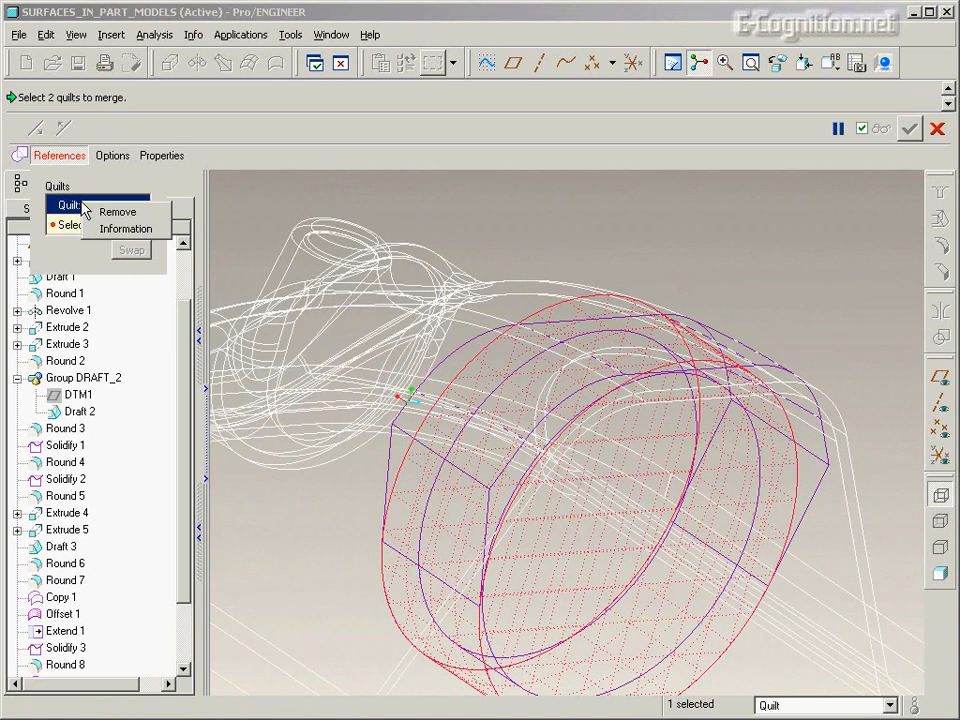 SURFACES_IN_PART_MODELS (Active) - Pro/ENGINEER
E-Cognition.net
File Edit View Insert Analysis Info Applications Tools Window Help
Select 2 quilts to merge.
References Options Properties
Quilts
Quilt:
Remove
Selec
Information
Swap
Draft 1
Round 1
Revolve 1
Extrude 2
Extrude 3
Round 2
Group DRAFT_2
DTM1
Draft 2
Round 3
Solidify 1
Round 4
Solidify 2
Round 5
Extrude 4
Extrude 5
Draft 3
Round 6
Round 7
Copy 1
Offset 1
Extend 1
Solidify 3
Round 8
1 selected
Quilt